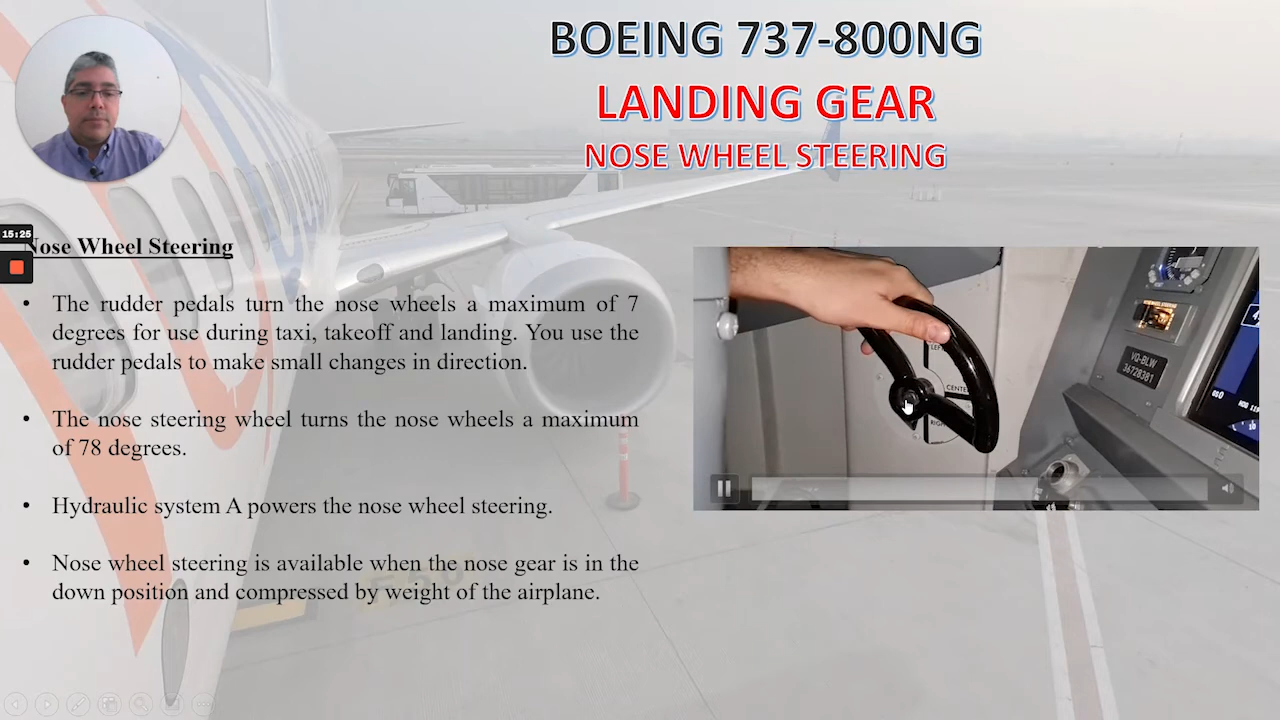 BOEING 737-800NG
LANDING GEAR
NOSE WHEEL STEERING
15:25
Nose Wheel Steering
• The rudder pedals turn the nose wheels a maximum of 7
degrees for use during taxi, takeoff and landing. You use the
rudder pedals to make small changes in direction.
• The nose steering wheel turns the nose wheels a maximum
of 78 degrees.
• Hydraulic system A powers the nose wheel steering.
• Nose wheel steering is available when the nose gear is in the
down position and compressed by weight of the airplane.
LEFT
CENTER
RIGHT
VQ-BLW
36728381